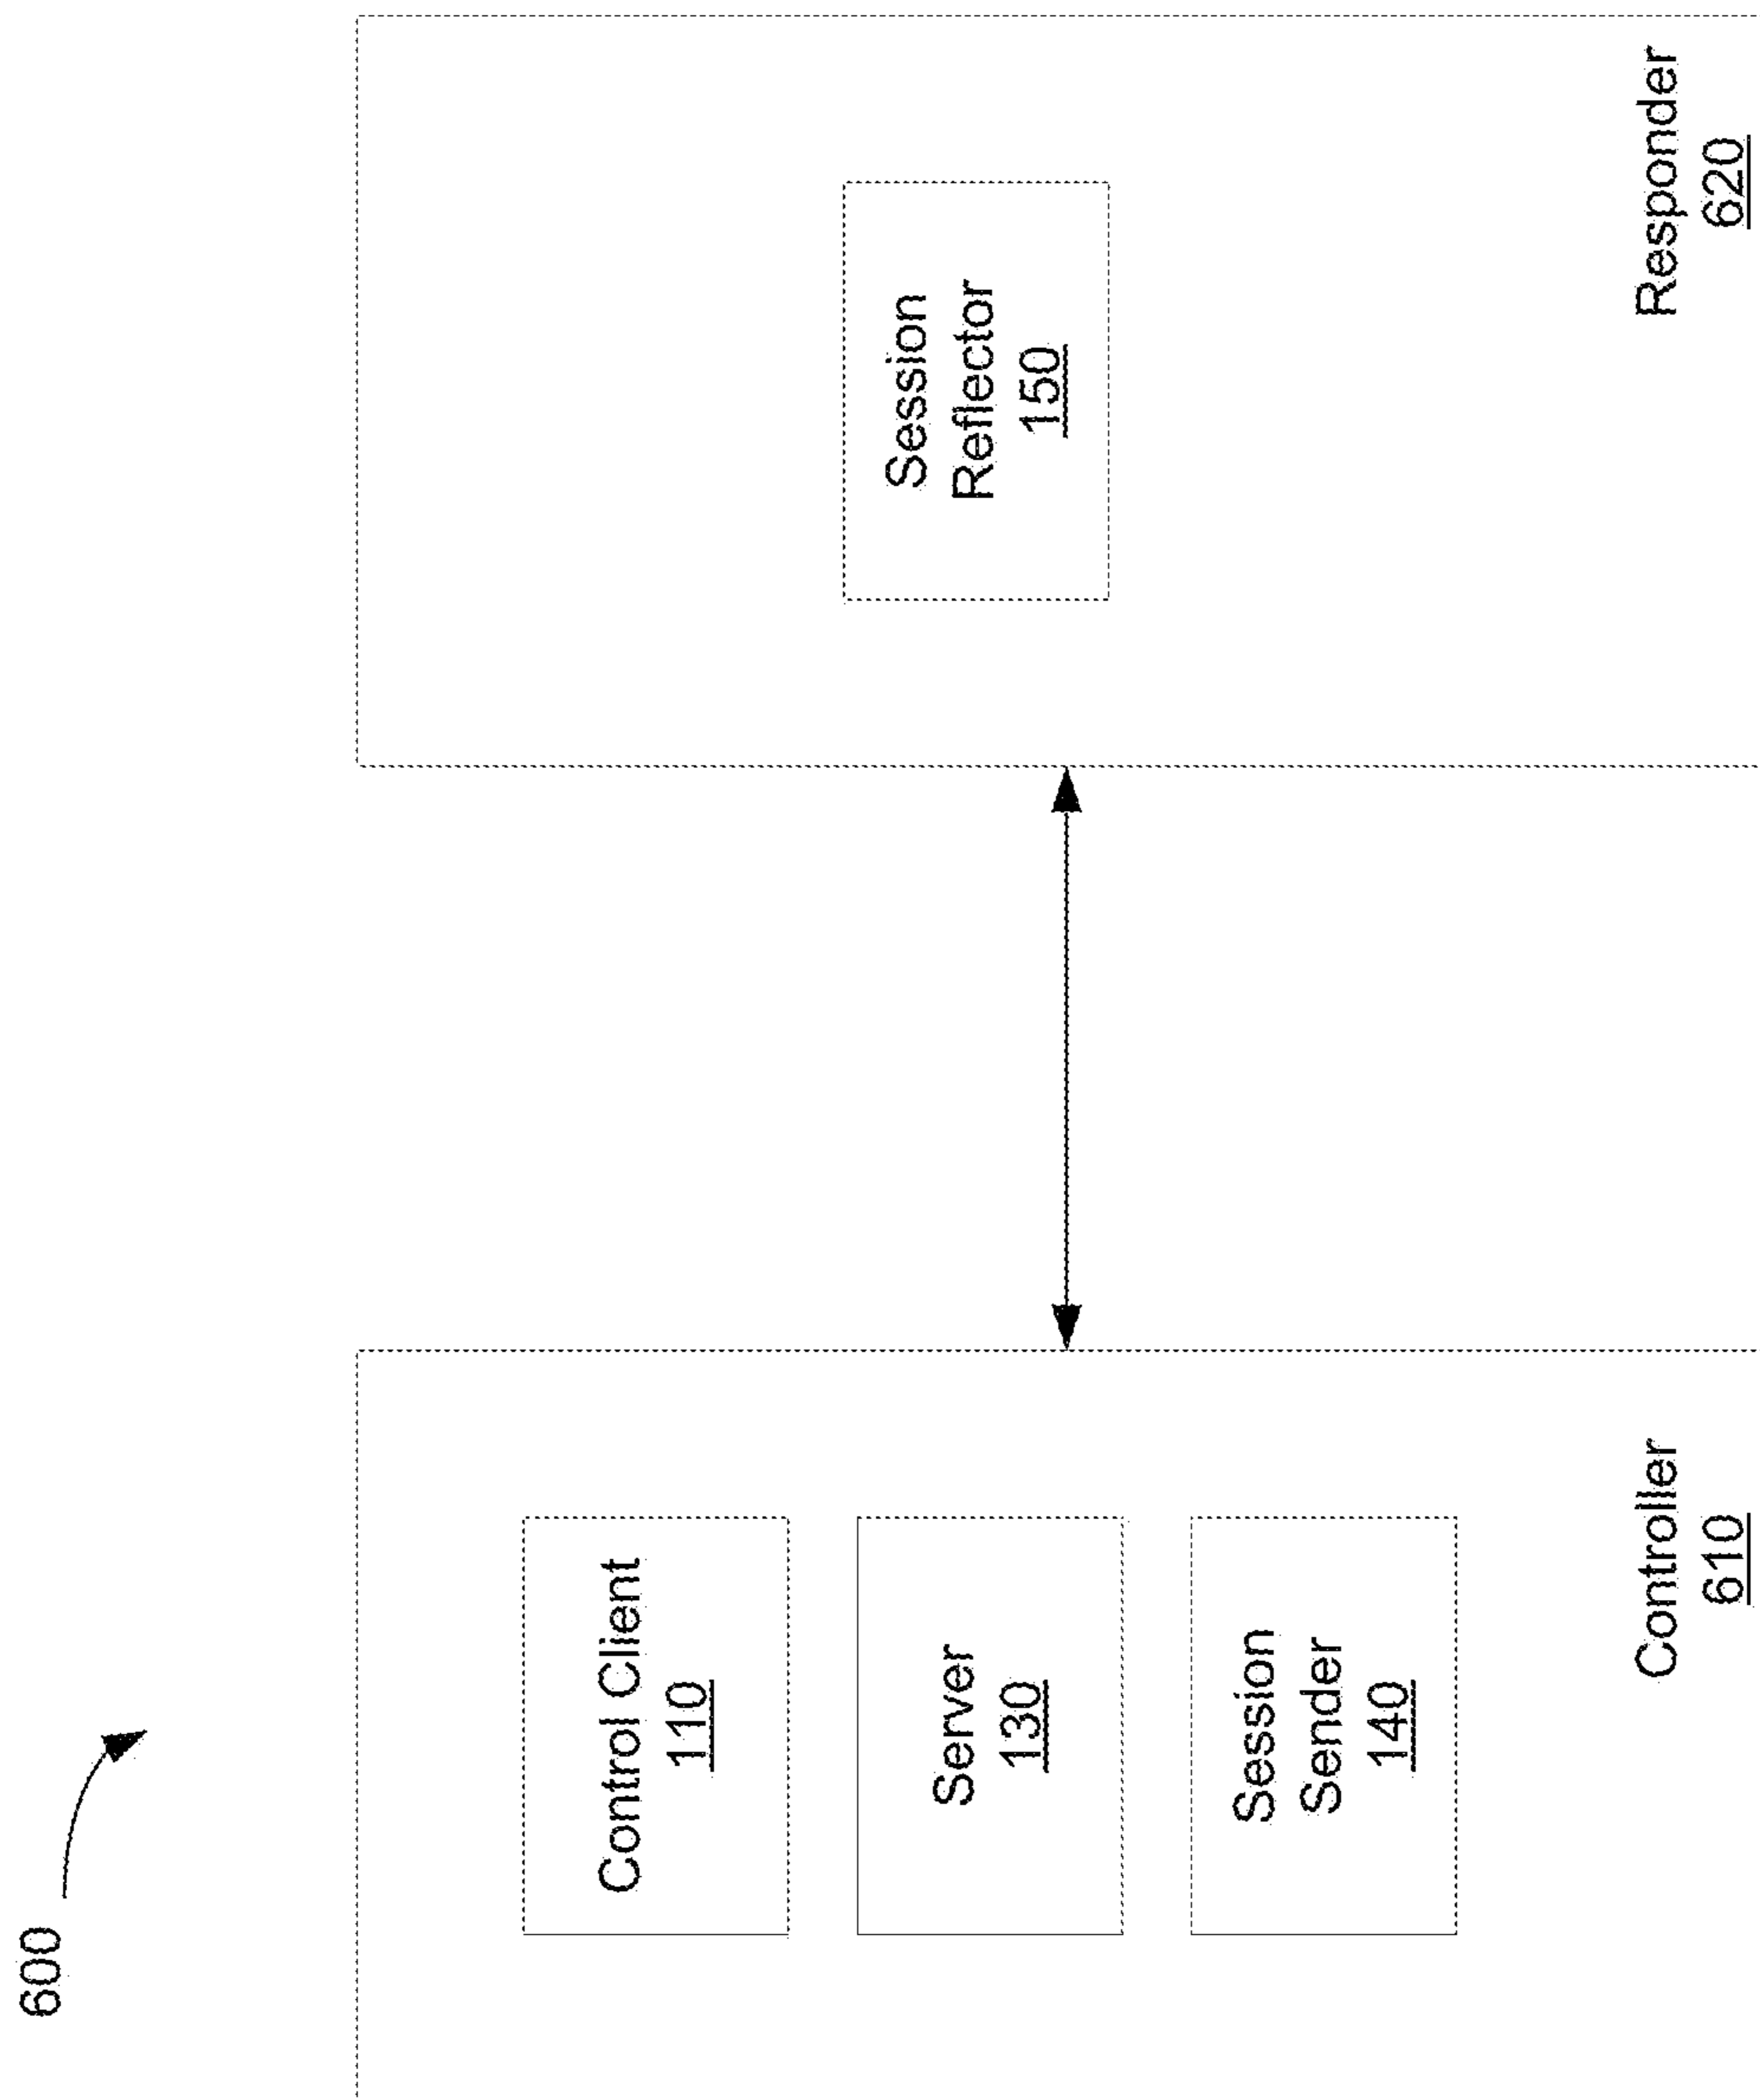 600
Control Client
110
Server
130
Session
Sender
140
Controller
610
Session
Reflector
150
Responder
620